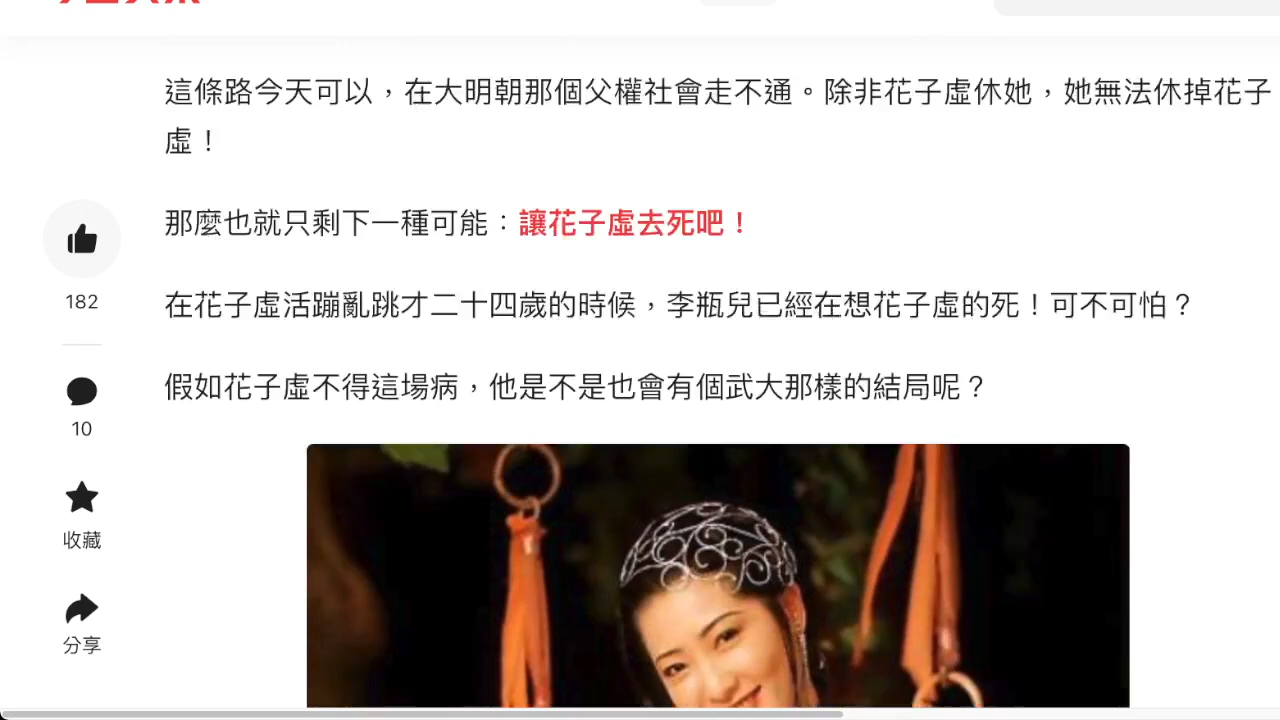 這條路今天可以，在大明朝那個父權社會走不通。除非花子虛休她，她無法休掉花子
虛！
那麼也就只剩下一種可能：讓花子虛去死吧！
在花子虛活蹦亂跳才二十四歲的時候，李瓶兒已經在想花子虛的死！可不可怕？
假如花子虛不得這場病，他是不是也會有個武大那樣的結局呢？
182
10
收藏
分享